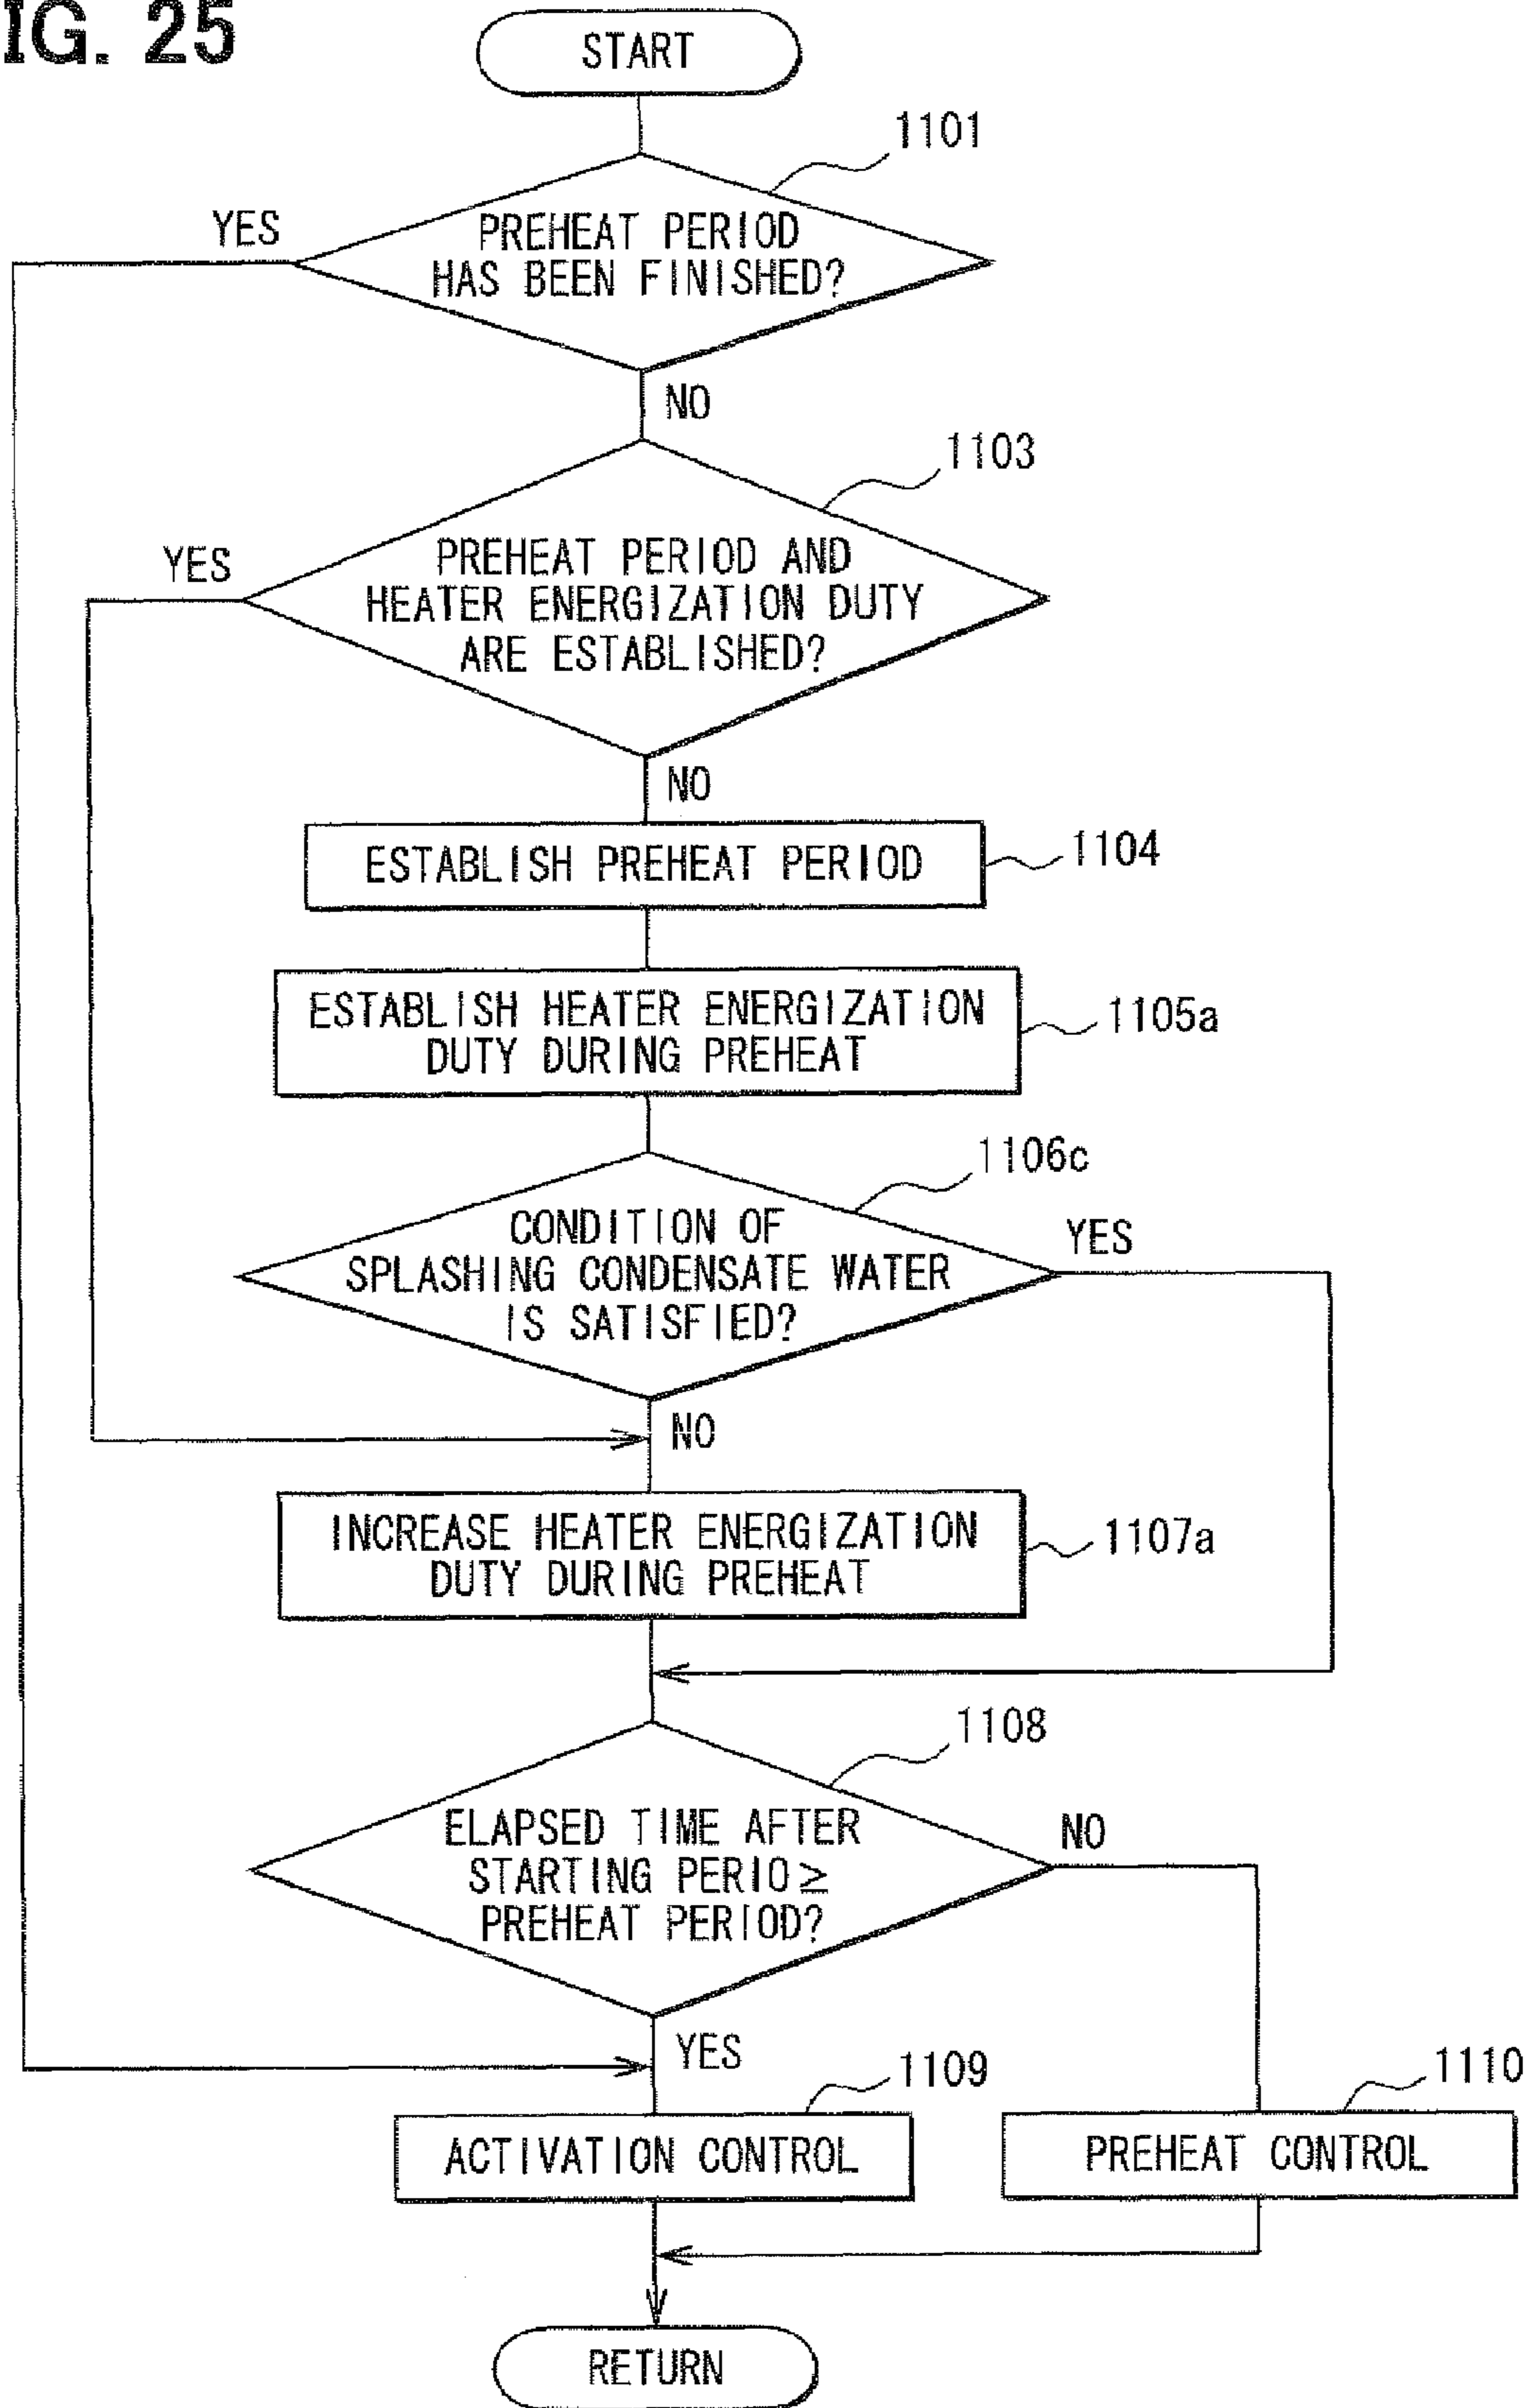 IG. 25
START
1101
YES
PREHEAT PERIOD
HAS BEEN FINISHED?
NO
1103
YES
PREHEAT PERIOD AND
HEATER ENERGIZATION DUTY
ARE ESTABLISHED?
NO
ESTABLISH PREHEAT PERIOD
1104
ESTABLISH HEATER ENERGIZATION
DUTY DURING PREHEAT
1105a
1106c
CONDITION OF
SPLASHING CONDENSATE WATER
IS SATISFIED?
YES
NO
INCREASE HEATER ENERGIZATION
DUTY DURING PREHEAT
1107a
1108
ELAPSED TIME AFTER
STARTING PERIO≧
PREHEAT PERIOD?
NO
YES
1109
1110
ACTIVATION CONTROL
PREHEAT CONTROL
RETURN